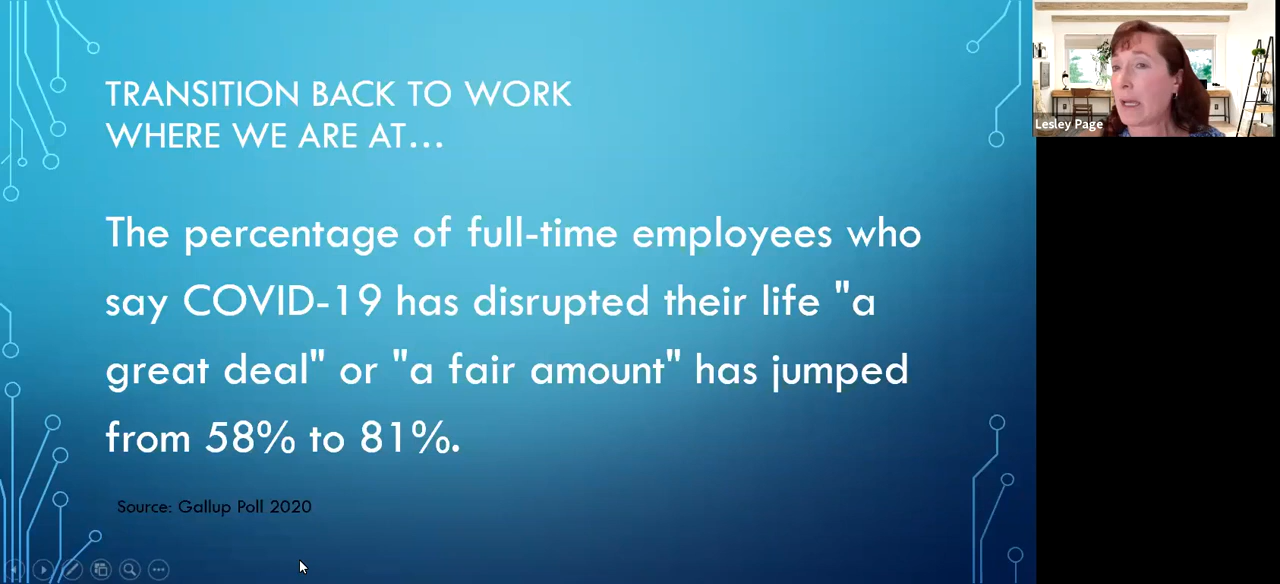 TRANSITION BACK TO WORK
WHERE WE ARE AT…
The percentage of full-time employees who
say COVID-19 has disrupted their life "a
great deal" or "a fair amount" has jumped
from 58% to 81%.
Source: Gallup Poll 2020
Lesley Page